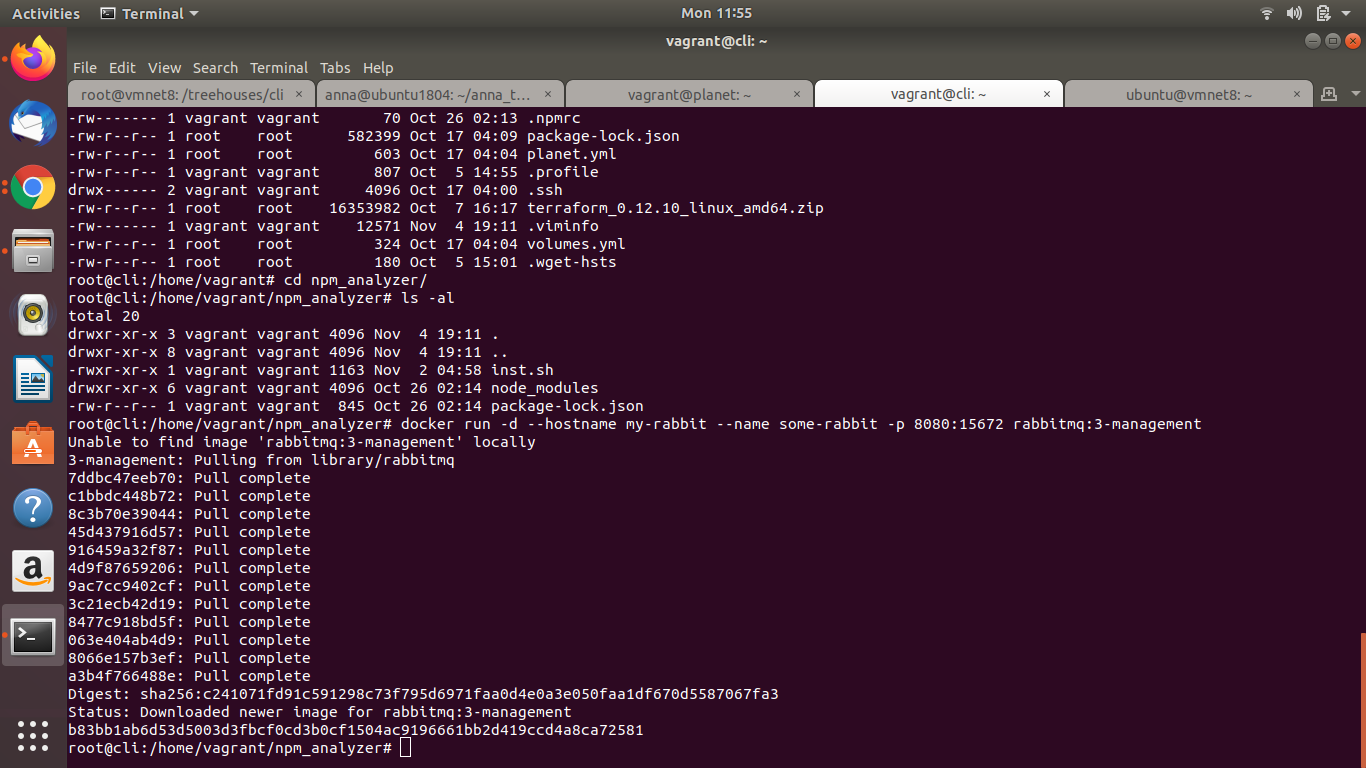 Activities Terminal Mon 11:55
vagrant@cli: ~
File Edit View Search Terminal Tabs Help
root@vmnet8: /treehouses/cli × anna@ubuntu1804: ~/anna_t… × vagrant@planet: ~ × vagrant@cli: ~ × ubuntu@vmnet8: ~ ×
-rw------- 1 vagrant vagrant       70 Oct 26 02:13 .npmrc
-rw-r--r-- 1 root    root      582399 Oct 17 04:09 package-lock.json
-rw-r--r-- 1 root    root         603 Oct 17 04:04 planet.yml
-rw-r--r-- 1 vagrant vagrant      807 Oct  5 14:55 .profile
drwx------ 2 vagrant vagrant     4096 Oct 17 04:00 .ssh
-rw-r--r-- 1 root    root    16353982 Oct  7 16:17 terraform_0.12.10_linux_amd64.zip
-rw------- 1 vagrant vagrant    12571 Nov  4 19:11 .viminfo
-rw-r--r-- 1 root    root         324 Oct 17 04:04 volumes.yml
-rw-r--r-- 1 root    root         180 Oct  5 15:01 .wget-hsts
root@cli:/home/vagrant# cd npm_analyzer/
root@cli:/home/vagrant/npm_analyzer# ls -al
total 20
drwxr-xr-x 3 vagrant vagrant 4096 Nov  4 19:11 .
drwxr-xr-x 8 vagrant vagrant 4096 Nov  4 19:11 ..
-rwxr-xr-x 1 vagrant vagrant 1163 Nov  2 04:58 inst.sh
drwxr-xr-x 6 vagrant vagrant 4096 Oct 26 02:14 node_modules
-rw-r--r-- 1 vagrant vagrant  845 Oct 26 02:14 package-lock.json
root@cli:/home/vagrant/npm_analyzer# docker run -d --hostname my-rabbit --name some-rabbit -p 8080:15672 rabbitmq:3-management
Unable to find image 'rabbitmq:3-management' locally
3-management: Pulling from library/rabbitmq
7ddbc47eeb70: Pull complete
c1bbdc448b72: Pull complete
8c3b70e39044: Pull complete
45d437916d57: Pull complete
916459a32f87: Pull complete
4d9f87659206: Pull complete
9ac7cc9402cf: Pull complete
3c21ecb42d19: Pull complete
8477c918bd5f: Pull complete
063e404ab4d9: Pull complete
8066e157b3ef: Pull complete
a3b4f766488e: Pull complete
Digest: sha256:c241071fd91c591298c73f795d6971faa0d4e0a3e050faa1df670d5587067fa3
Status: Downloaded newer image for rabbitmq:3-management
b83bb1ab6d53d5003d3fbcf0cd3b0cf1504ac9196661bb2d419ccd4a8ca72581
root@cli:/home/vagrant/npm_analyzer#